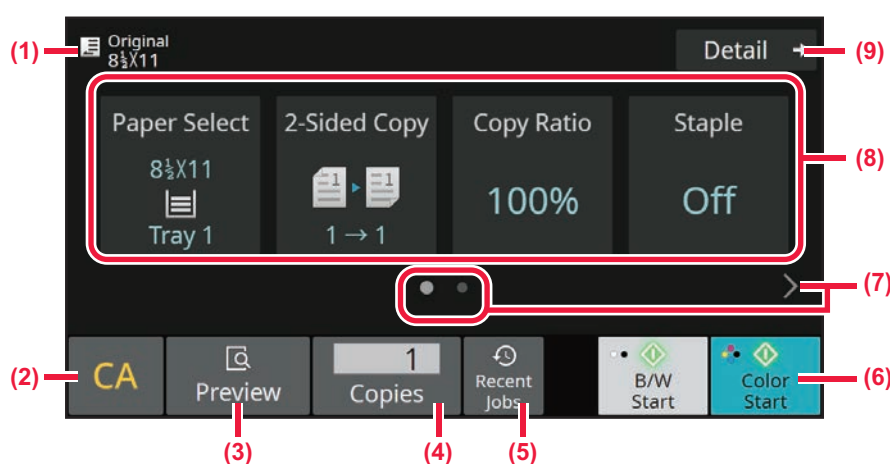 (1)
Original
8½X11
Detail
(9)
Paper Select
2-Sided Copy
Copy Ratio
Staple
8½X11
Tray 1
1
1
1 → 1
100%
Off
(8)
(7)
(2)
CA
Preview
1
Copies
Recent
Jobs
B/W
Start
Color
Start
(6)
(3)
(4)
(5)